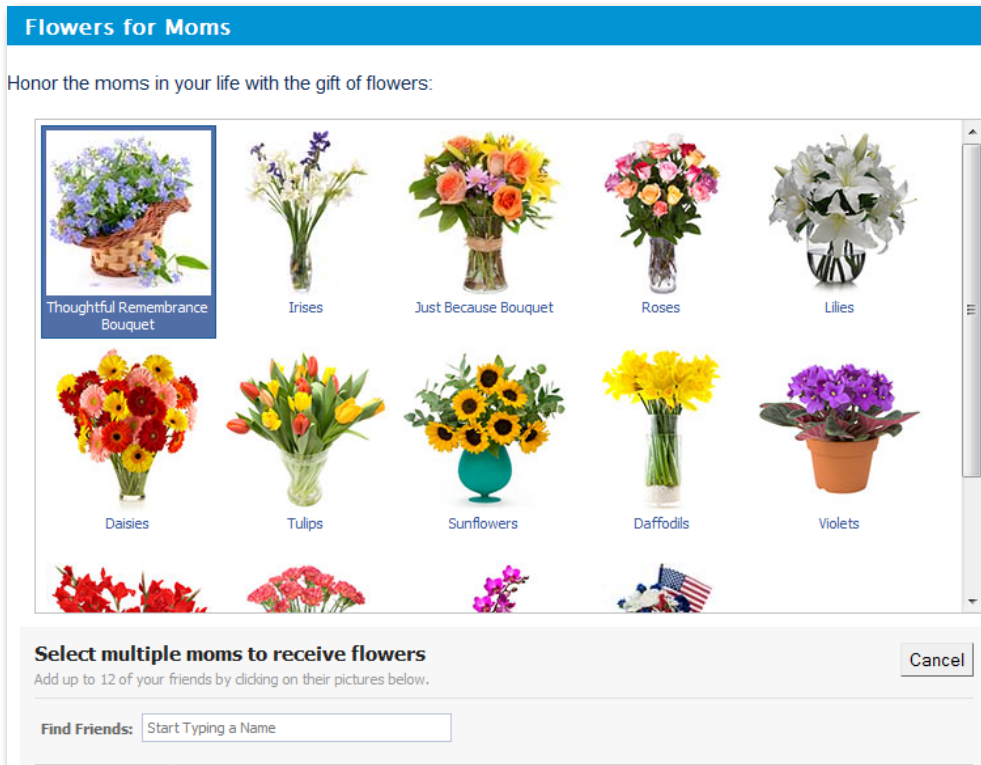 Flowers for Moms
Honor the moms in your life with the gift of flowers:
Thoughtful Remembrance
Bouquet
Irises
Just Because Bouquet
Roses
Lilies
Daisies
Tulips
Sunflowers
Daffodils
Violets
Select multiple moms to receive flowers
Cancel
Add up to 12 of your friends by clicking on their pictures below.
Find Friends: Start Typing a Name